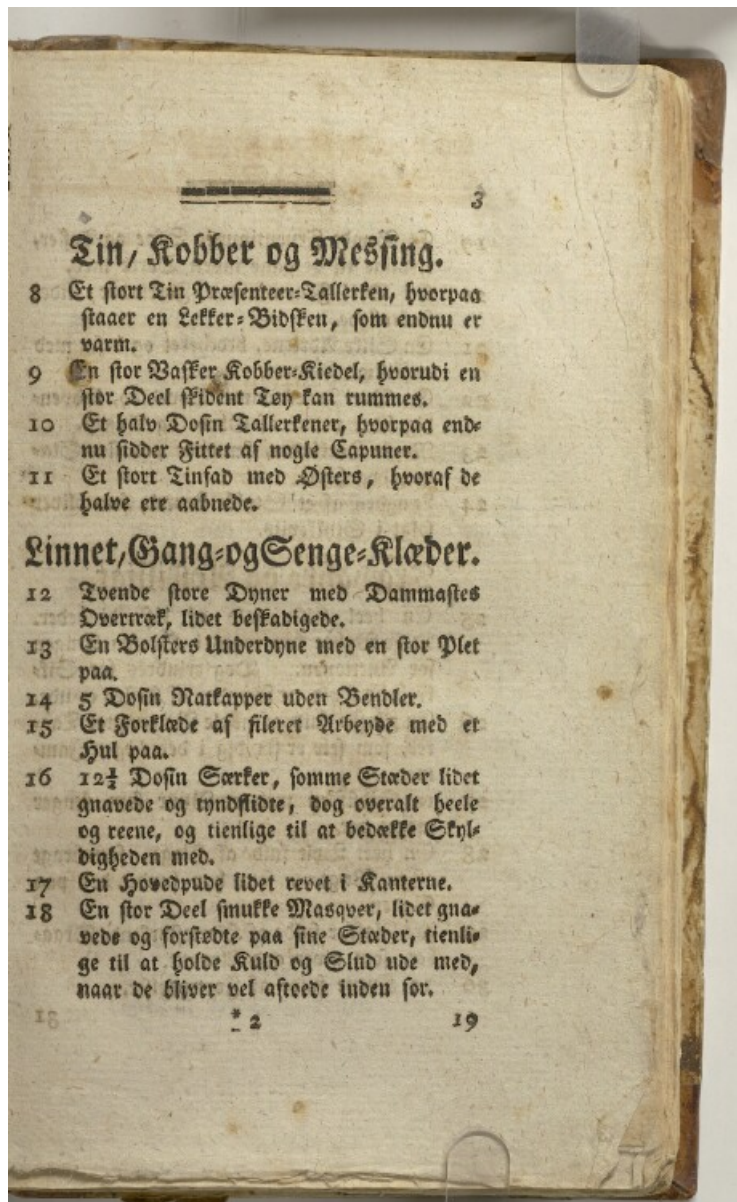 3
Tin, Kobber og Messing.
8 Et stort Tin Præsenteer-Tallerken, hvorpaa
staaer en Lekker-Bidsken, som endnu er
varm.
9 En stor Vasker Kobber-Kiedel, hvorudi en
stor Deel skident Tøy kan rummes.
10 Et halv Dosin Tallerkener, hvorpaa end-
nu sidder Fittet af nogle Capuner.
11 Et stort Tinfad med Østers, hvoraf de
halve ere aabnede.
Linnet, Gang- og Senge-Klæder.
12 Tvende store Dyner med Dammastes
Overtræk, lidet beskadigede.
13 En Bolsters Underdyne med en stor Plet
paa.
14 5 Dosin Natkapper uden Bendler.
15 Et Forklæde af fileret Arbeyde med et
Hul paa.
16 12½ Dosin Særker, somme Stæder lidet
gnavede og tyndslidte, dog overalt heele
og reene, og tienlige til at bedække Skyl-
digheden med.
17 En Hovedpude lidet revet i Kanterne.
18 En stor Deel smukke Masqver, lidet gna-
vede og forstødte paa sine Stæder, tienli-
ge til at holde Kuld og Slud ude med,
naar de bliver vel aftoede inden for.
* 2 19